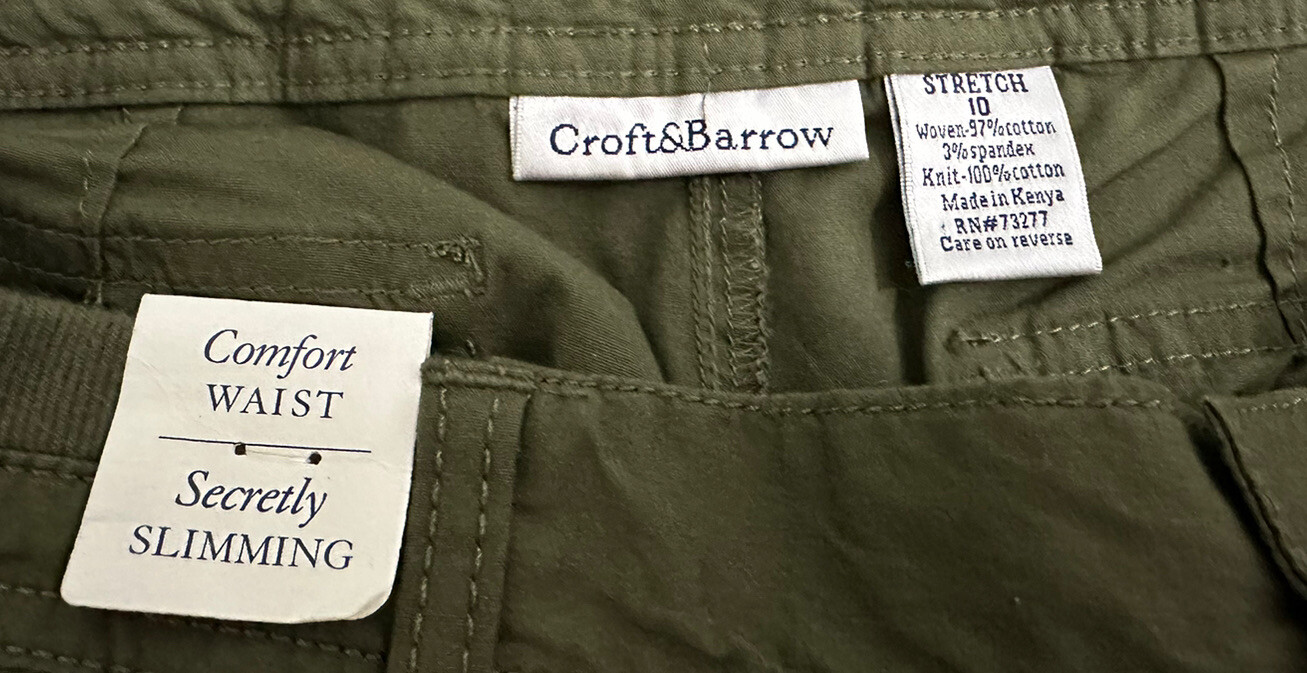 Croft&Barrow
STRETCH
10
Woven-97%cotton
3%spandex
Knit-100%cotton
Made in Kenya
RN#73277
Care on reverse
Comfort
WAIST
Secretly
SLIMMING